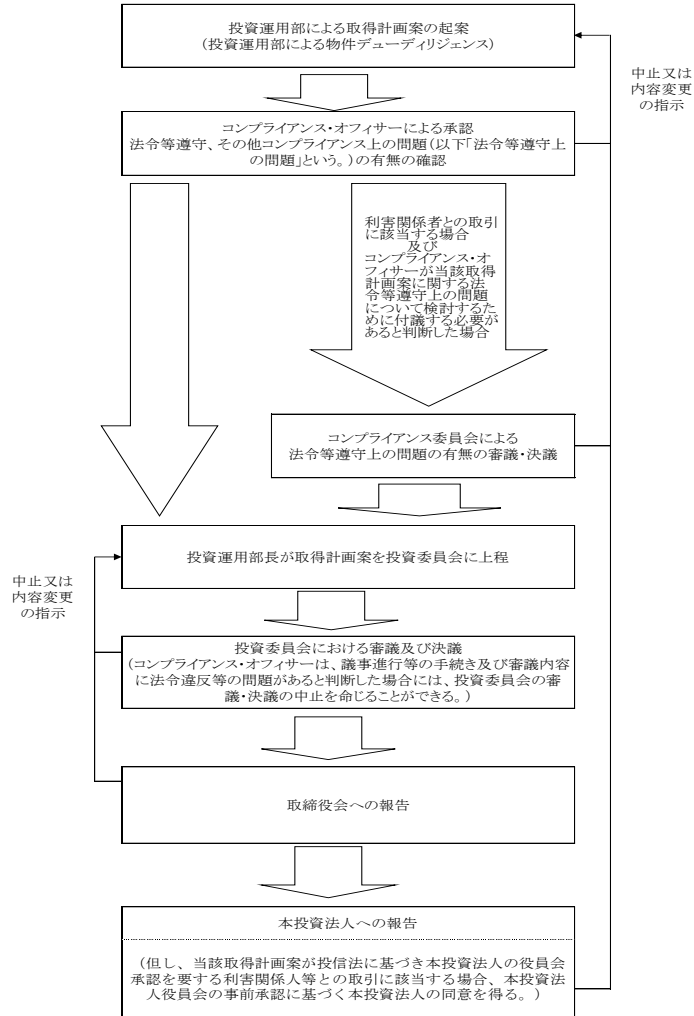 投資運用部による取得計画案の起案
(投資運用部による物件デューディリジェンス)
中止又は
内容変更
の指示
コンプライアンス・オフィサーによる承認
法令等遵守、その他コンプライアンス上の問題(以下「法令等遵守上
の問題」という。)の有無の確認
利害関係者との取引
に該当する場合
及び
コンプライアンス・オ
フィサーが当該取得
計画案に関する法
令等遵守上の問題
について検討するた
めに付議する必要が
あると判断した場合
コンプライアンス委員会による
法令等遵守上の問題の有無の審議・決議
投資運用部長が取得計画案を投資委員会に上程
中止又は
内容変更
の指示
投資委員会における審議及び決議
(コンプライアンス・オフィサーは、議事進行等の手続き及び審議内容
に法令違反等の問題があると判断した場合には、投資委員会の審
議・決議の中止を命じることができる。)
取締役会への報告
本投資法人への報告
(但し、当該取得計画案が投信法に基づき本投資法人の役員会
承認を要する利害関係人等との取引に該当する場合、本投資法
人役員会の事前承認に基づく本投資法人の同意を得る。)